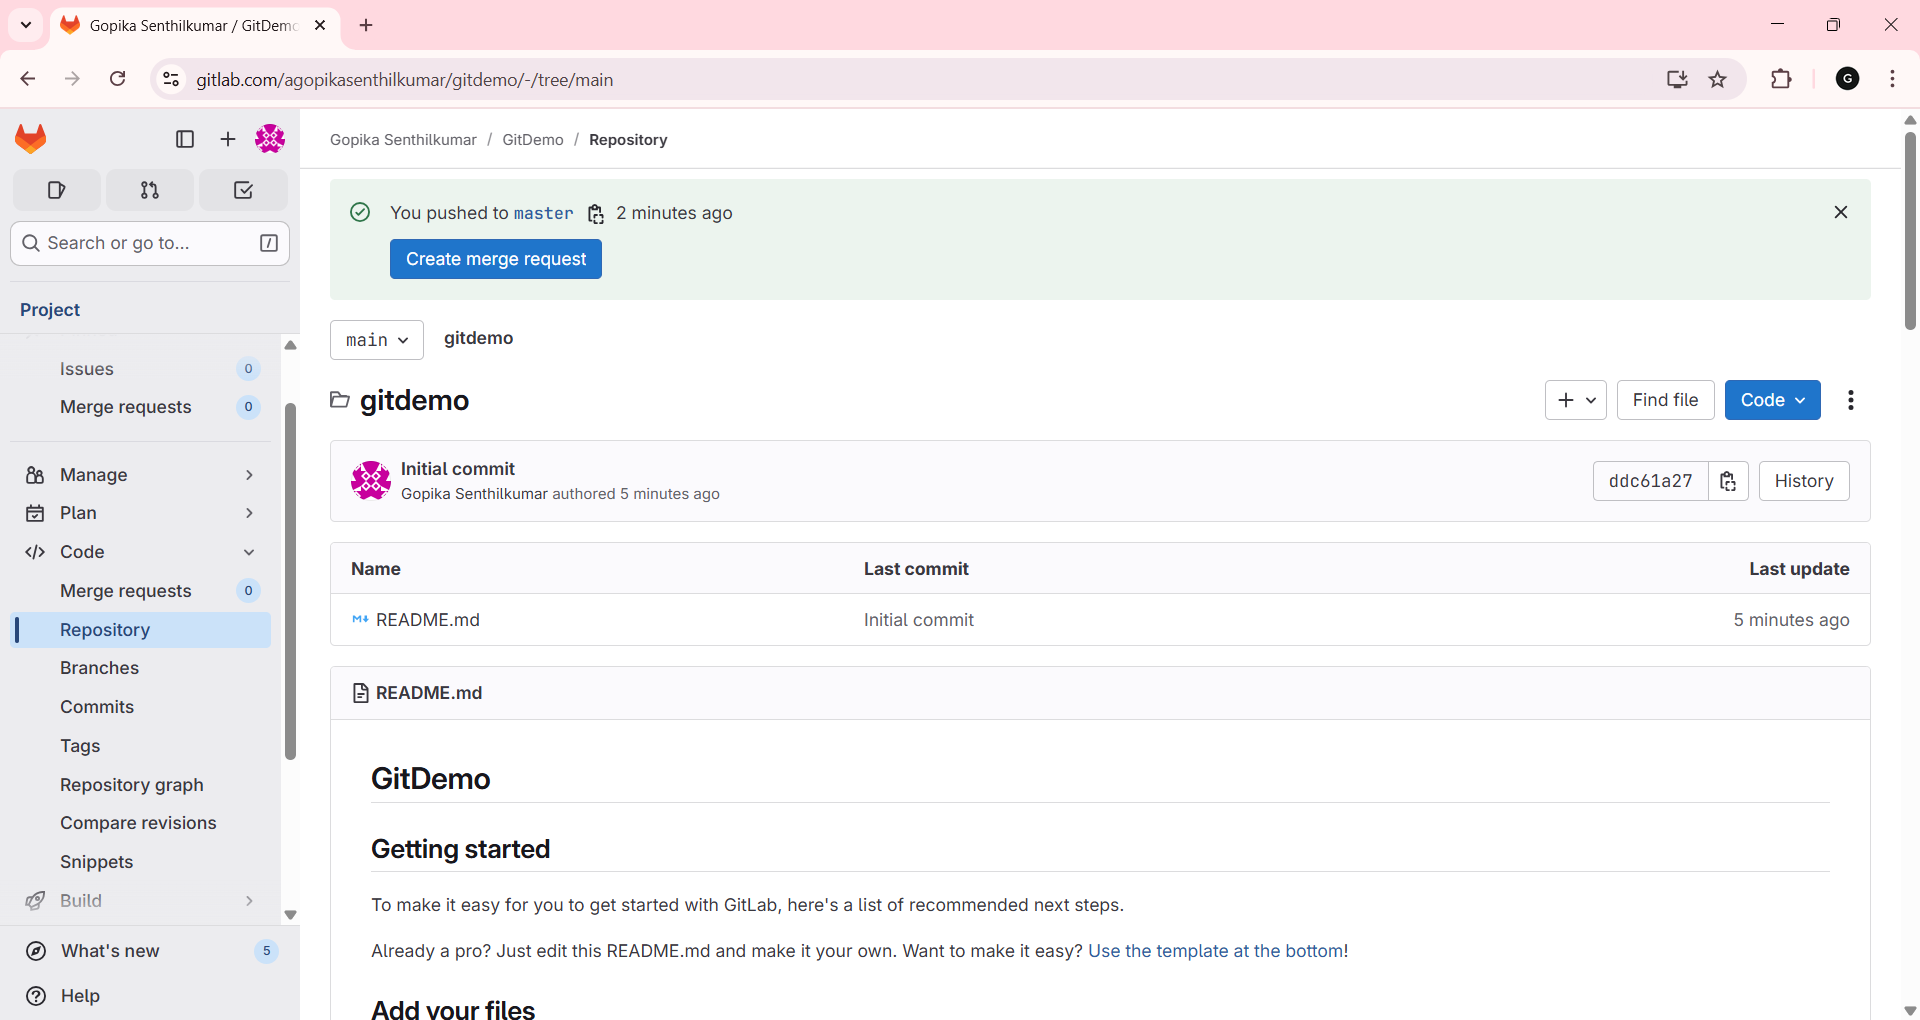 Gopika Senthilkumar / GitDemo
gitlab.com/agopikasenthilkumar/gitdemo/-/tree/main
G
Search or go to... /
Project
Issues 0
Merge requests 0
Manage
Plan
Code
Merge requests 0
Repository
Branches
Commits
Tags
Repository graph
Compare revisions
Snippets
Build
What's new 5
Help
Gopika Senthilkumar / GitDemo / Repository
You pushed to master 2 minutes ago
Create merge request
main gitdemo
gitdemo
Find file Code
Initial commit
Gopika Senthilkumar authored 5 minutes ago
ddc61a27 History
Name Last commit Last update
README.md Initial commit 5 minutes ago
README.md
GitDemo
Getting started
To make it easy for you to get started with GitLab, here's a list of recommended next steps.
Already a pro? Just edit this README.md and make it your own. Want to make it easy? Use the template at the bottom!
Add your files